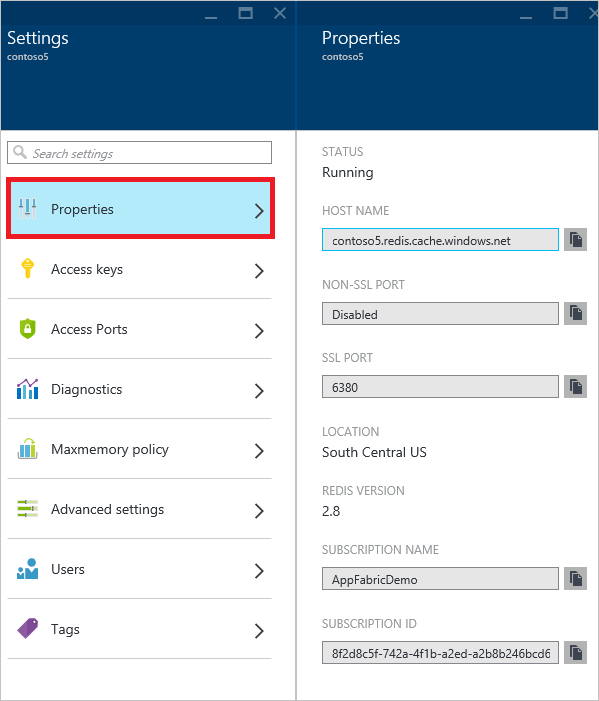 Settings
contoso5
Search settings
Properties
Access keys
Access Ports
Diagnostics
Maxmemory policy
Advanced settings
Users
Tags
Properties
contoso5
STATUS
Running
HOST NAME
contoso5.redis.cache.windows.net
NON-SSL PORT
Disabled
SSL PORT
6380
LOCATION
South Central US
REDIS VERSION
2.8
SUBSCRIPTION NAME
AppFabricDemo
SUBSCRIPTION ID
8f2d8c5f-742a-4f1b-a2ed-a2b8b246bcd6